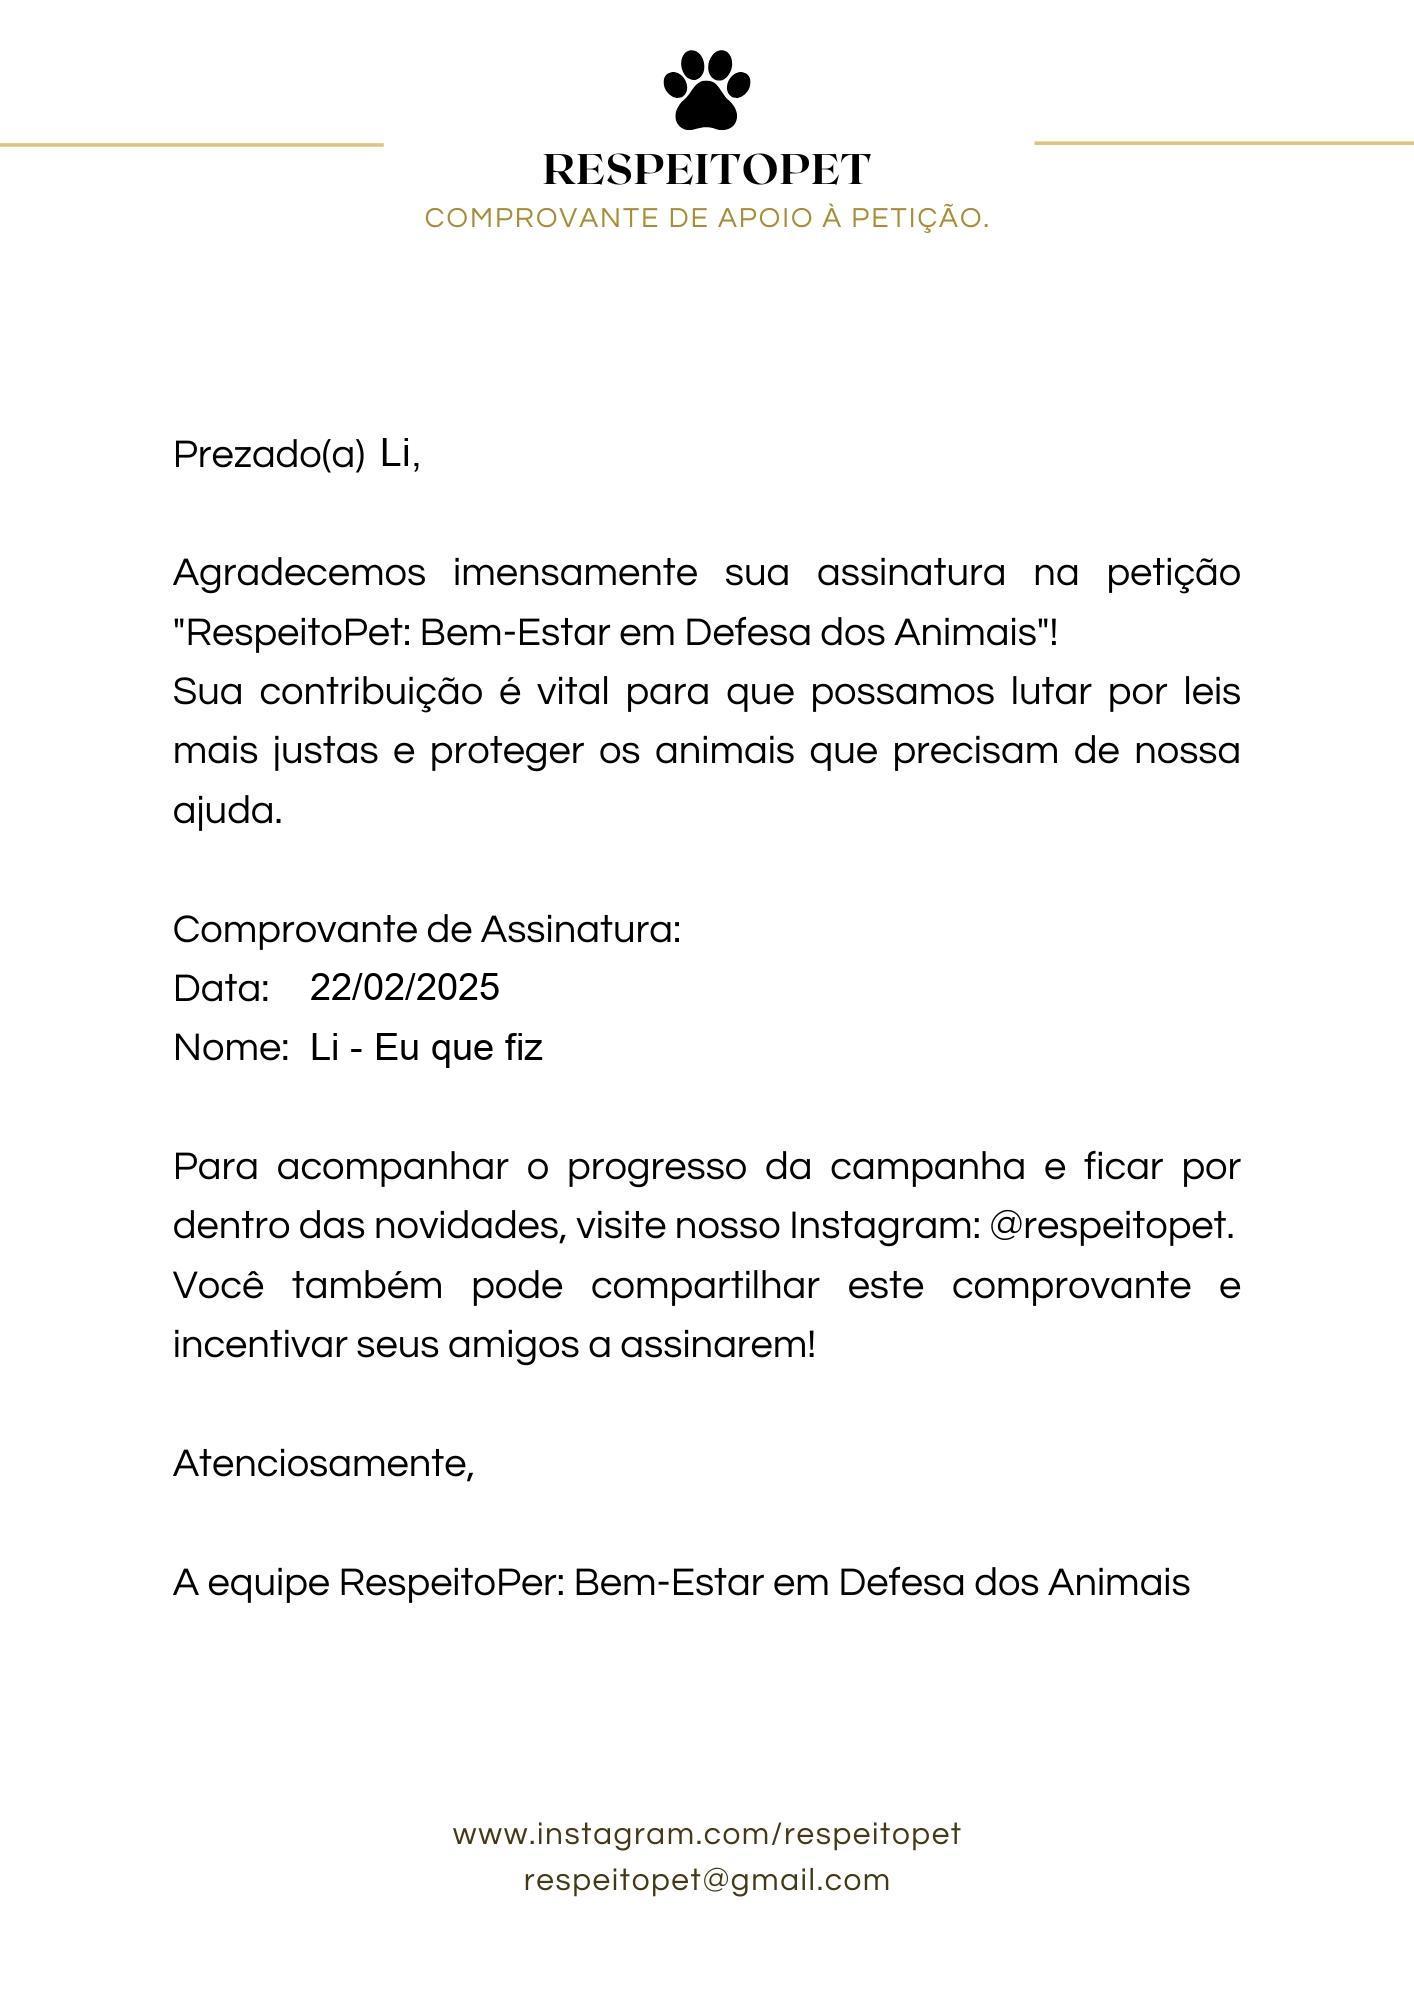 RESPEITOPET
COMPROVANTE DE APOIO À PETIÇÃO.
Prezado(a) Li,
Agradecemos imensamente sua assinatura na petição
"RespeitoPet: Bem-Estar em Defesa dos Animais"!
Sua contribuição é vital para que possamos lutar por leis
mais justas e proteger os animais que precisam de nossa
ajuda.
Comprovante de Assinatura:
Data: 22/02/2025
Nome: Li - Eu que fiz
Para acompanhar o progresso da campanha e ficar por
dentro das novidades, visite nosso Instagram: @respeitopet.
Você também pode compartilhar este comprovante e
incentivar seus amigos a assinarem!
Atenciosamente,
A equipe RespeitoPer: Bem-Estar em Defesa dos Animais
www.instagram.com/respeitopet
respeitopet@gmail.com